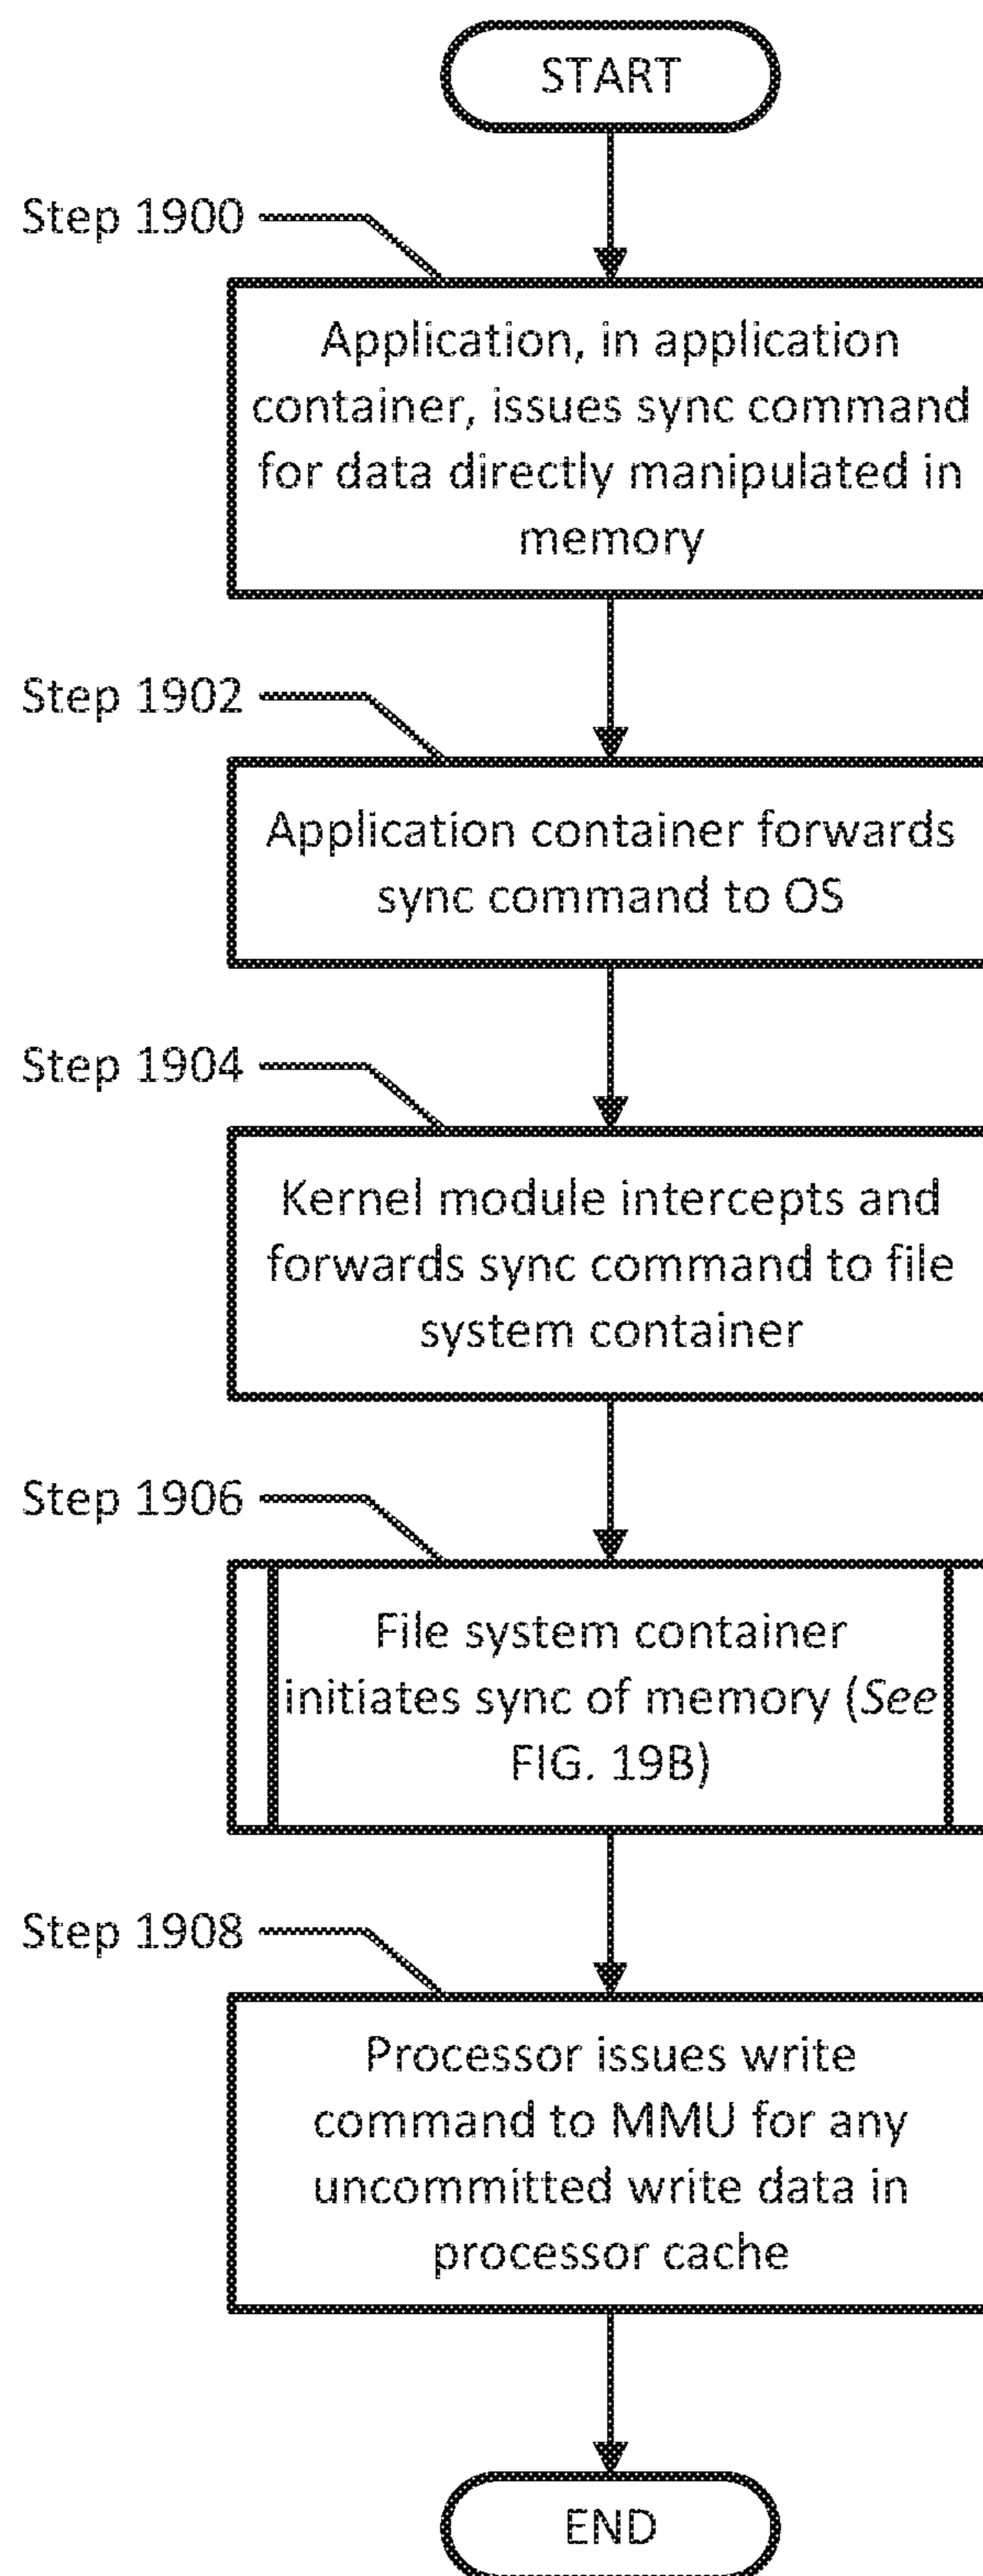 START
Step 1900
Application, in application
container, issues sync command
for data directly manipulated in
memory
Step 1902
Application container forwards
sync command to OS
Step 1904
Kernel module intercepts and
forwards sync command to file
system container
Step 1906
File system container
initiates sync of memory (See
FIG. 19B)
Step 1908
Processor issues write
command to MMU for any
uncommitted write data in
processor cache
END